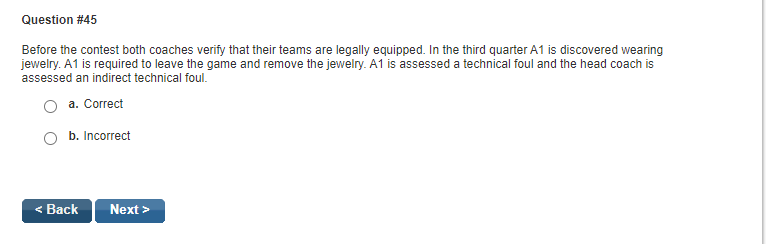 Question #45
Before the contest both coaches verify that their teams are legally equipped. In the third quarter A1 is discovered wearing
jewelry. A1 is required to leave the game and remove the jewelry. A1 is assessed a technical foul and the head coach is
assessed an indirect technical foul.
a. Correct
b. Incorrect
< Back Next >